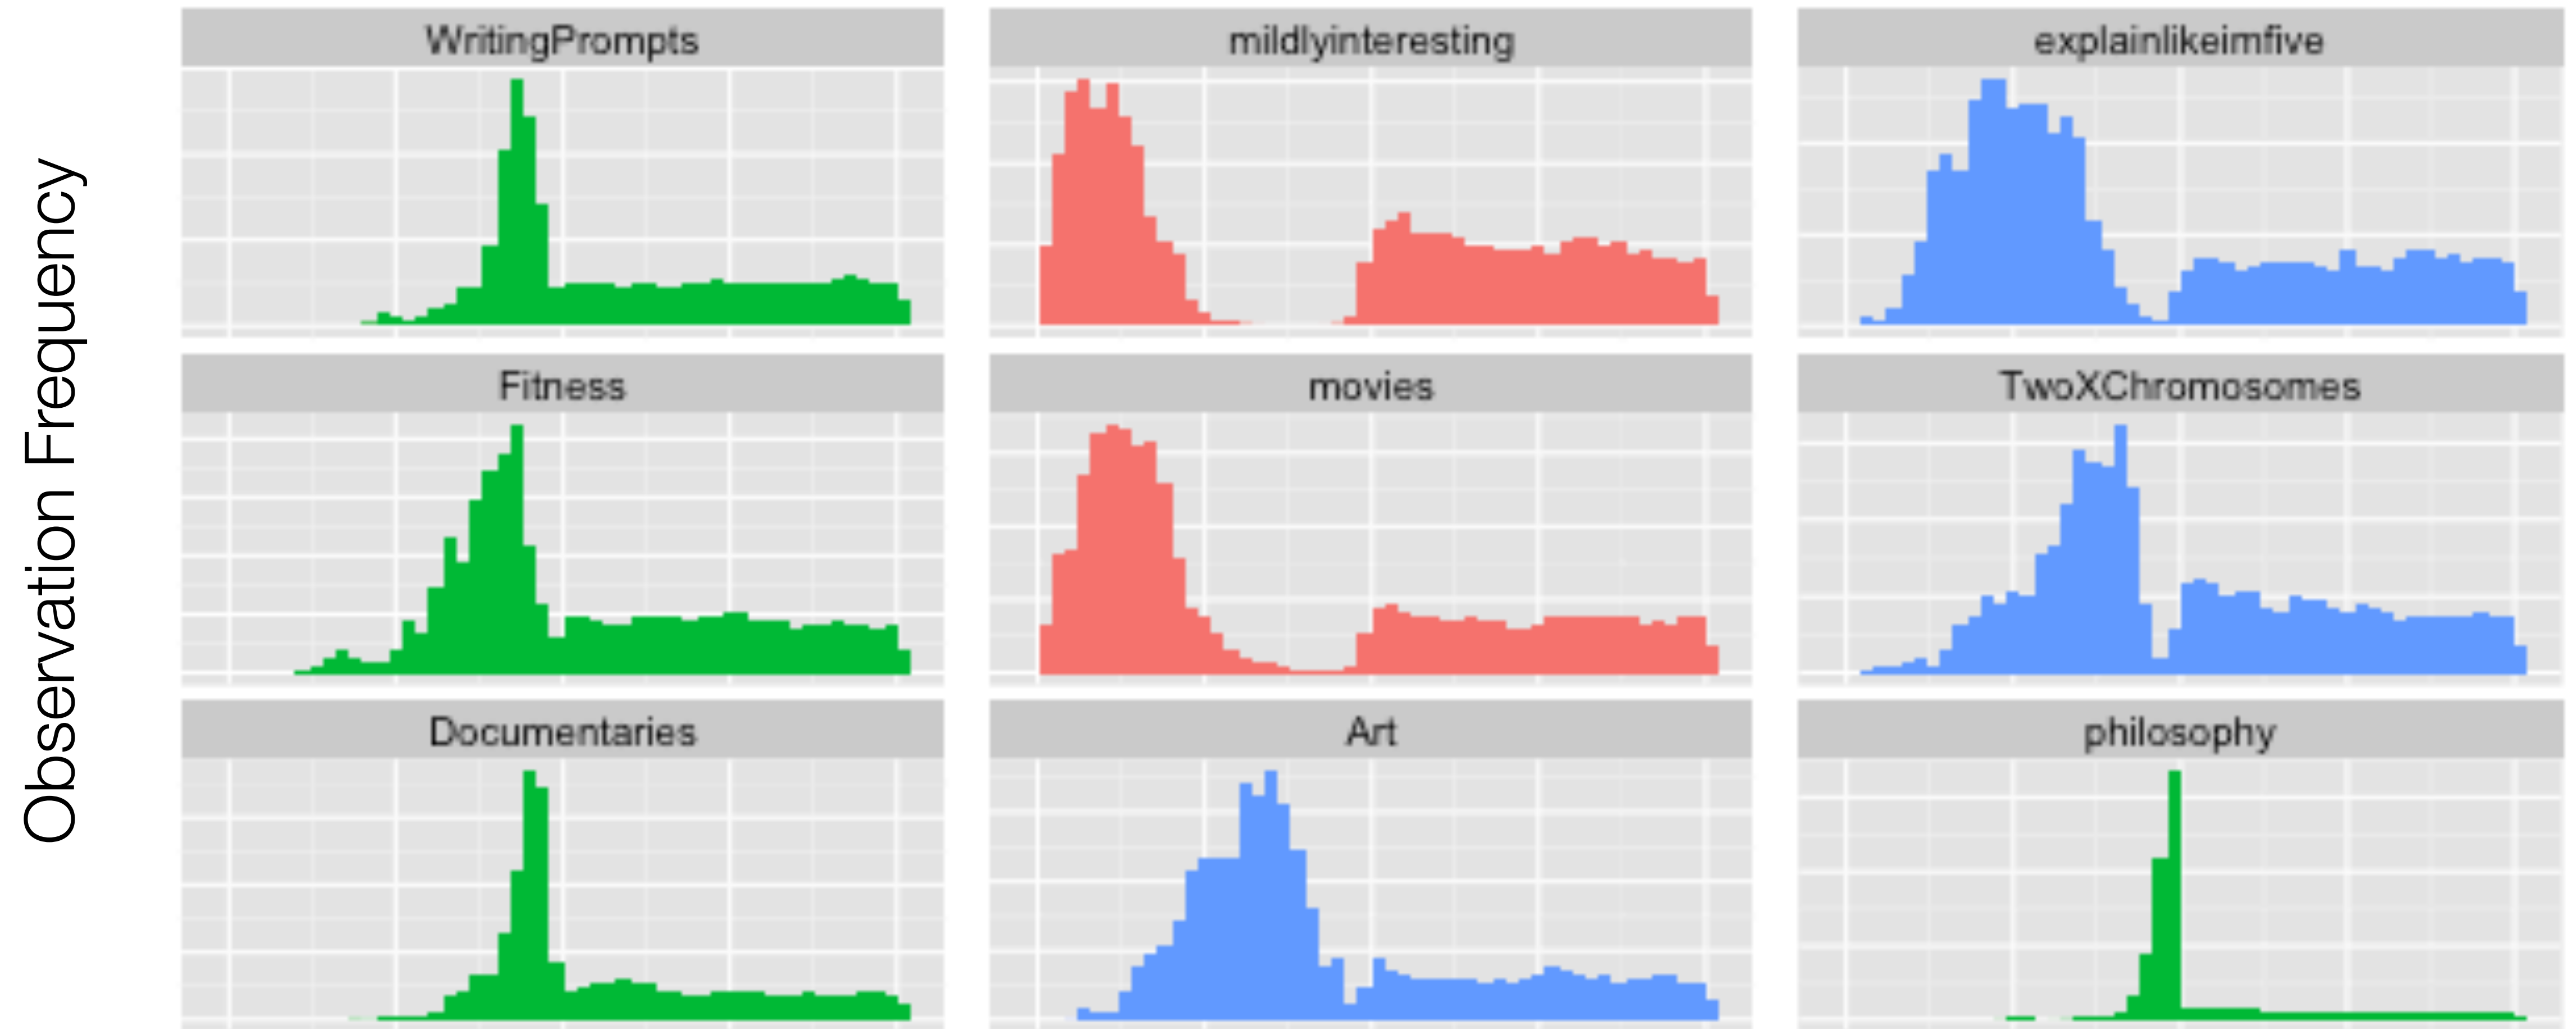 Observation Frequency
WritingPrompts
mildlyinteresting
explainlikeimfive
Fitness
movies
TwoXChromosomes
Documentaries
Art
philosophy